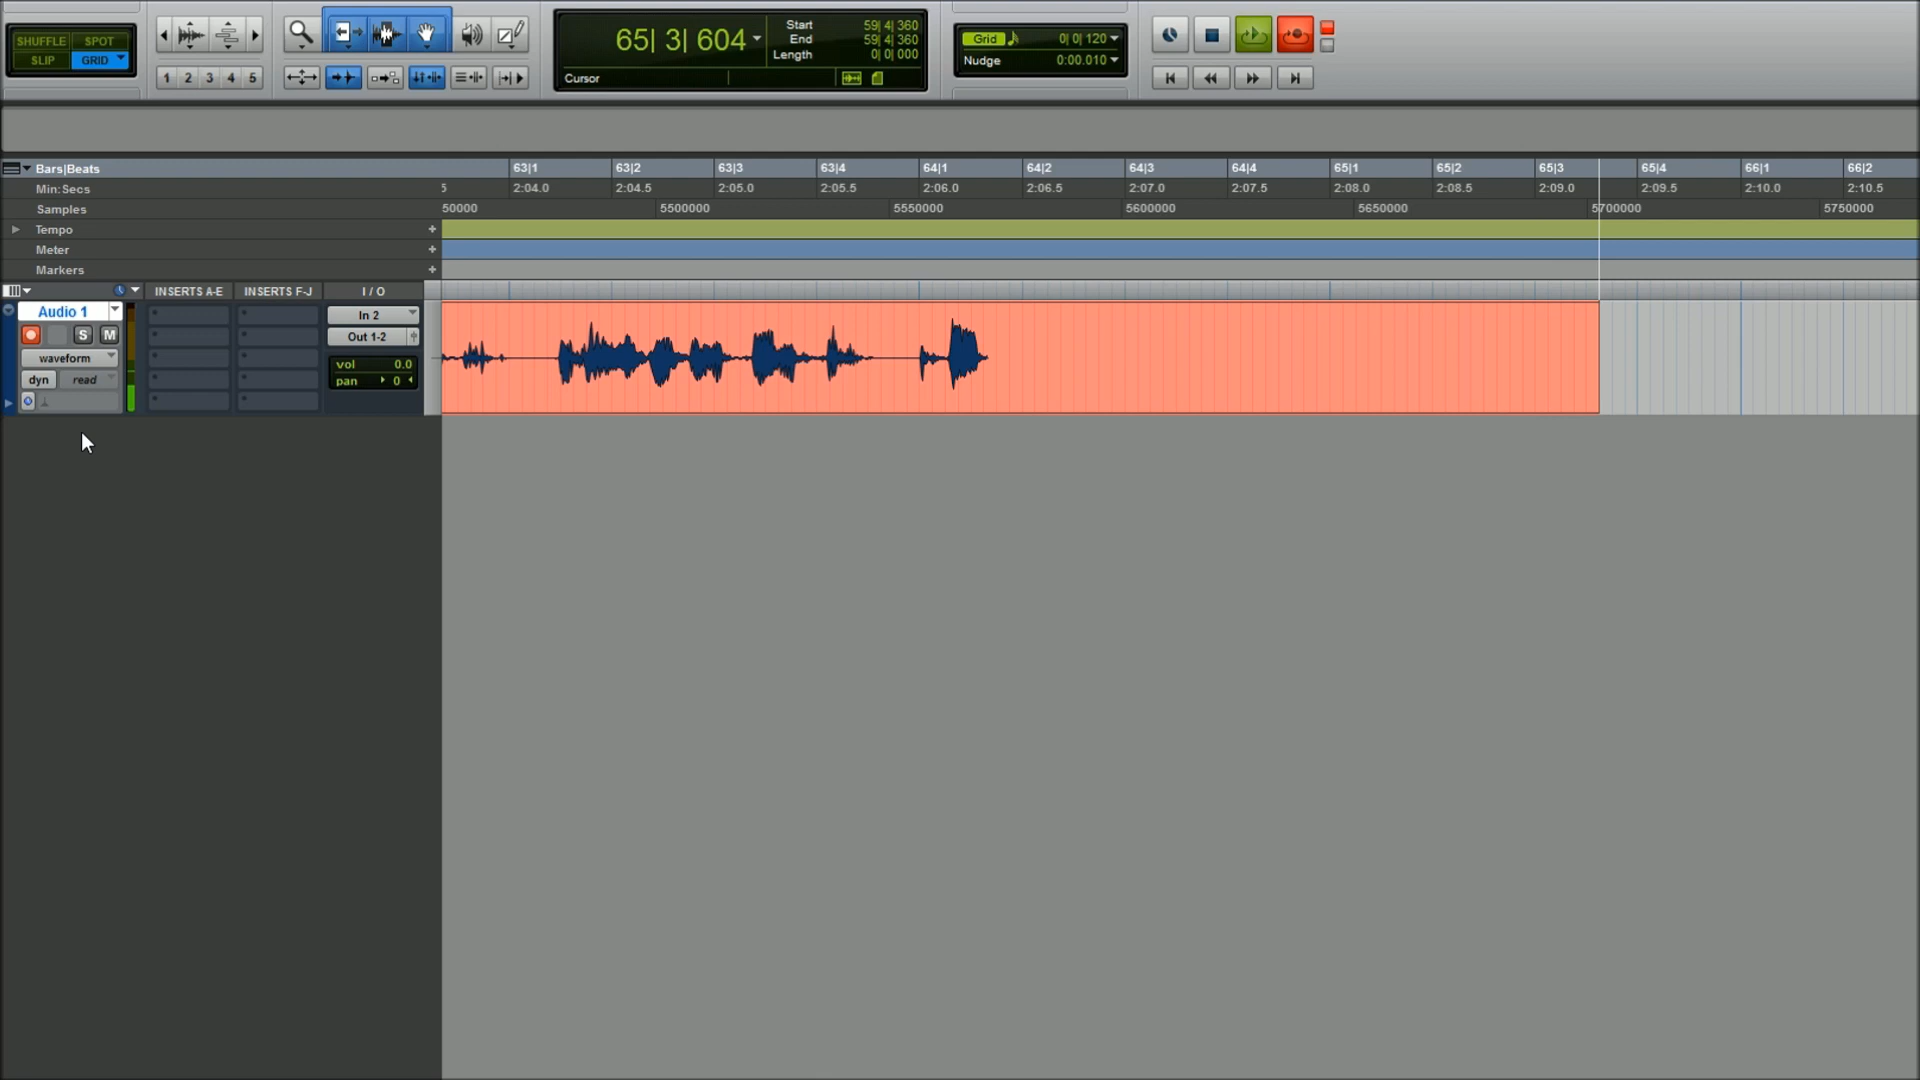 SHUFFLE SPOT
SLIP GRID
1 2 3 4 5
65| 3| 604
Start 59| 4| 360
End 59| 4| 360
Length 0| 0| 000
Cursor
Grid 0| 0| 120
Nudge 0:00.010
Bars|Beats 63|1 63|2 63|3 63|4 64|1 64|2 64|3 64|4 65|1 65|2 65|3 65|4 66|1 66|2
Min:Secs 5 2:04.0 2:04.5 2:05.0 2:05.5 2:06.0 2:06.5 2:07.0 2:07.5 2:08.0 2:08.5 2:09.0 2:09.5 2:10.0 2:10.5
Samples 50000 5500000 5550000 5600000 5650000 5700000 5750000
Tempo +
Meter +
Markers +
INSERTS A-E INSERTS F-J I / O
Audio 1 In 2
S M Out 1-2
waveform vol 0.0
dyn read pan 0